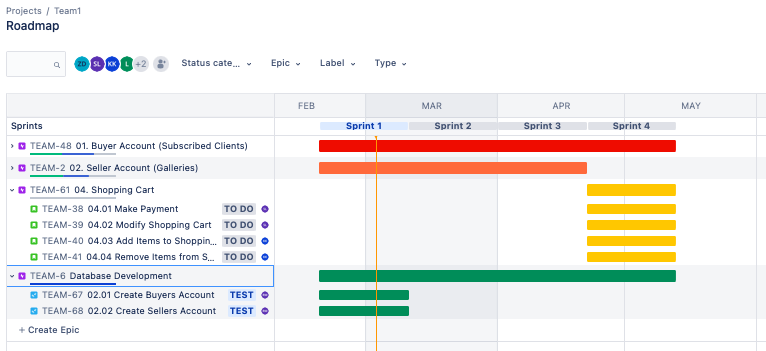 Projects / Team1
Roadmap
ZD SL KK L +2 Status cate... Epic Label Type
FEB MAR APR MAY
Sprints Sprint 1 Sprint 2 Sprint 3 Sprint 4
TEAM-48 01. Buyer Account (Subscribed Clients)
TEAM-2 02. Seller Account (Galleries)
TEAM-61 04. Shopping Cart
TEAM-38 04.01 Make Payment TO DO
TEAM-39 04.02 Modify Shopping Cart TO DO
TEAM-40 04.03 Add Items to Shoppin... TO DO
TEAM-41 04.04 Remove Items from S... TO DO
TEAM-6 Database Development
TEAM-67 02.01 Create Buyers Account TEST
TEAM-68 02.02 Create Sellers Account TEST
+ Create Epic